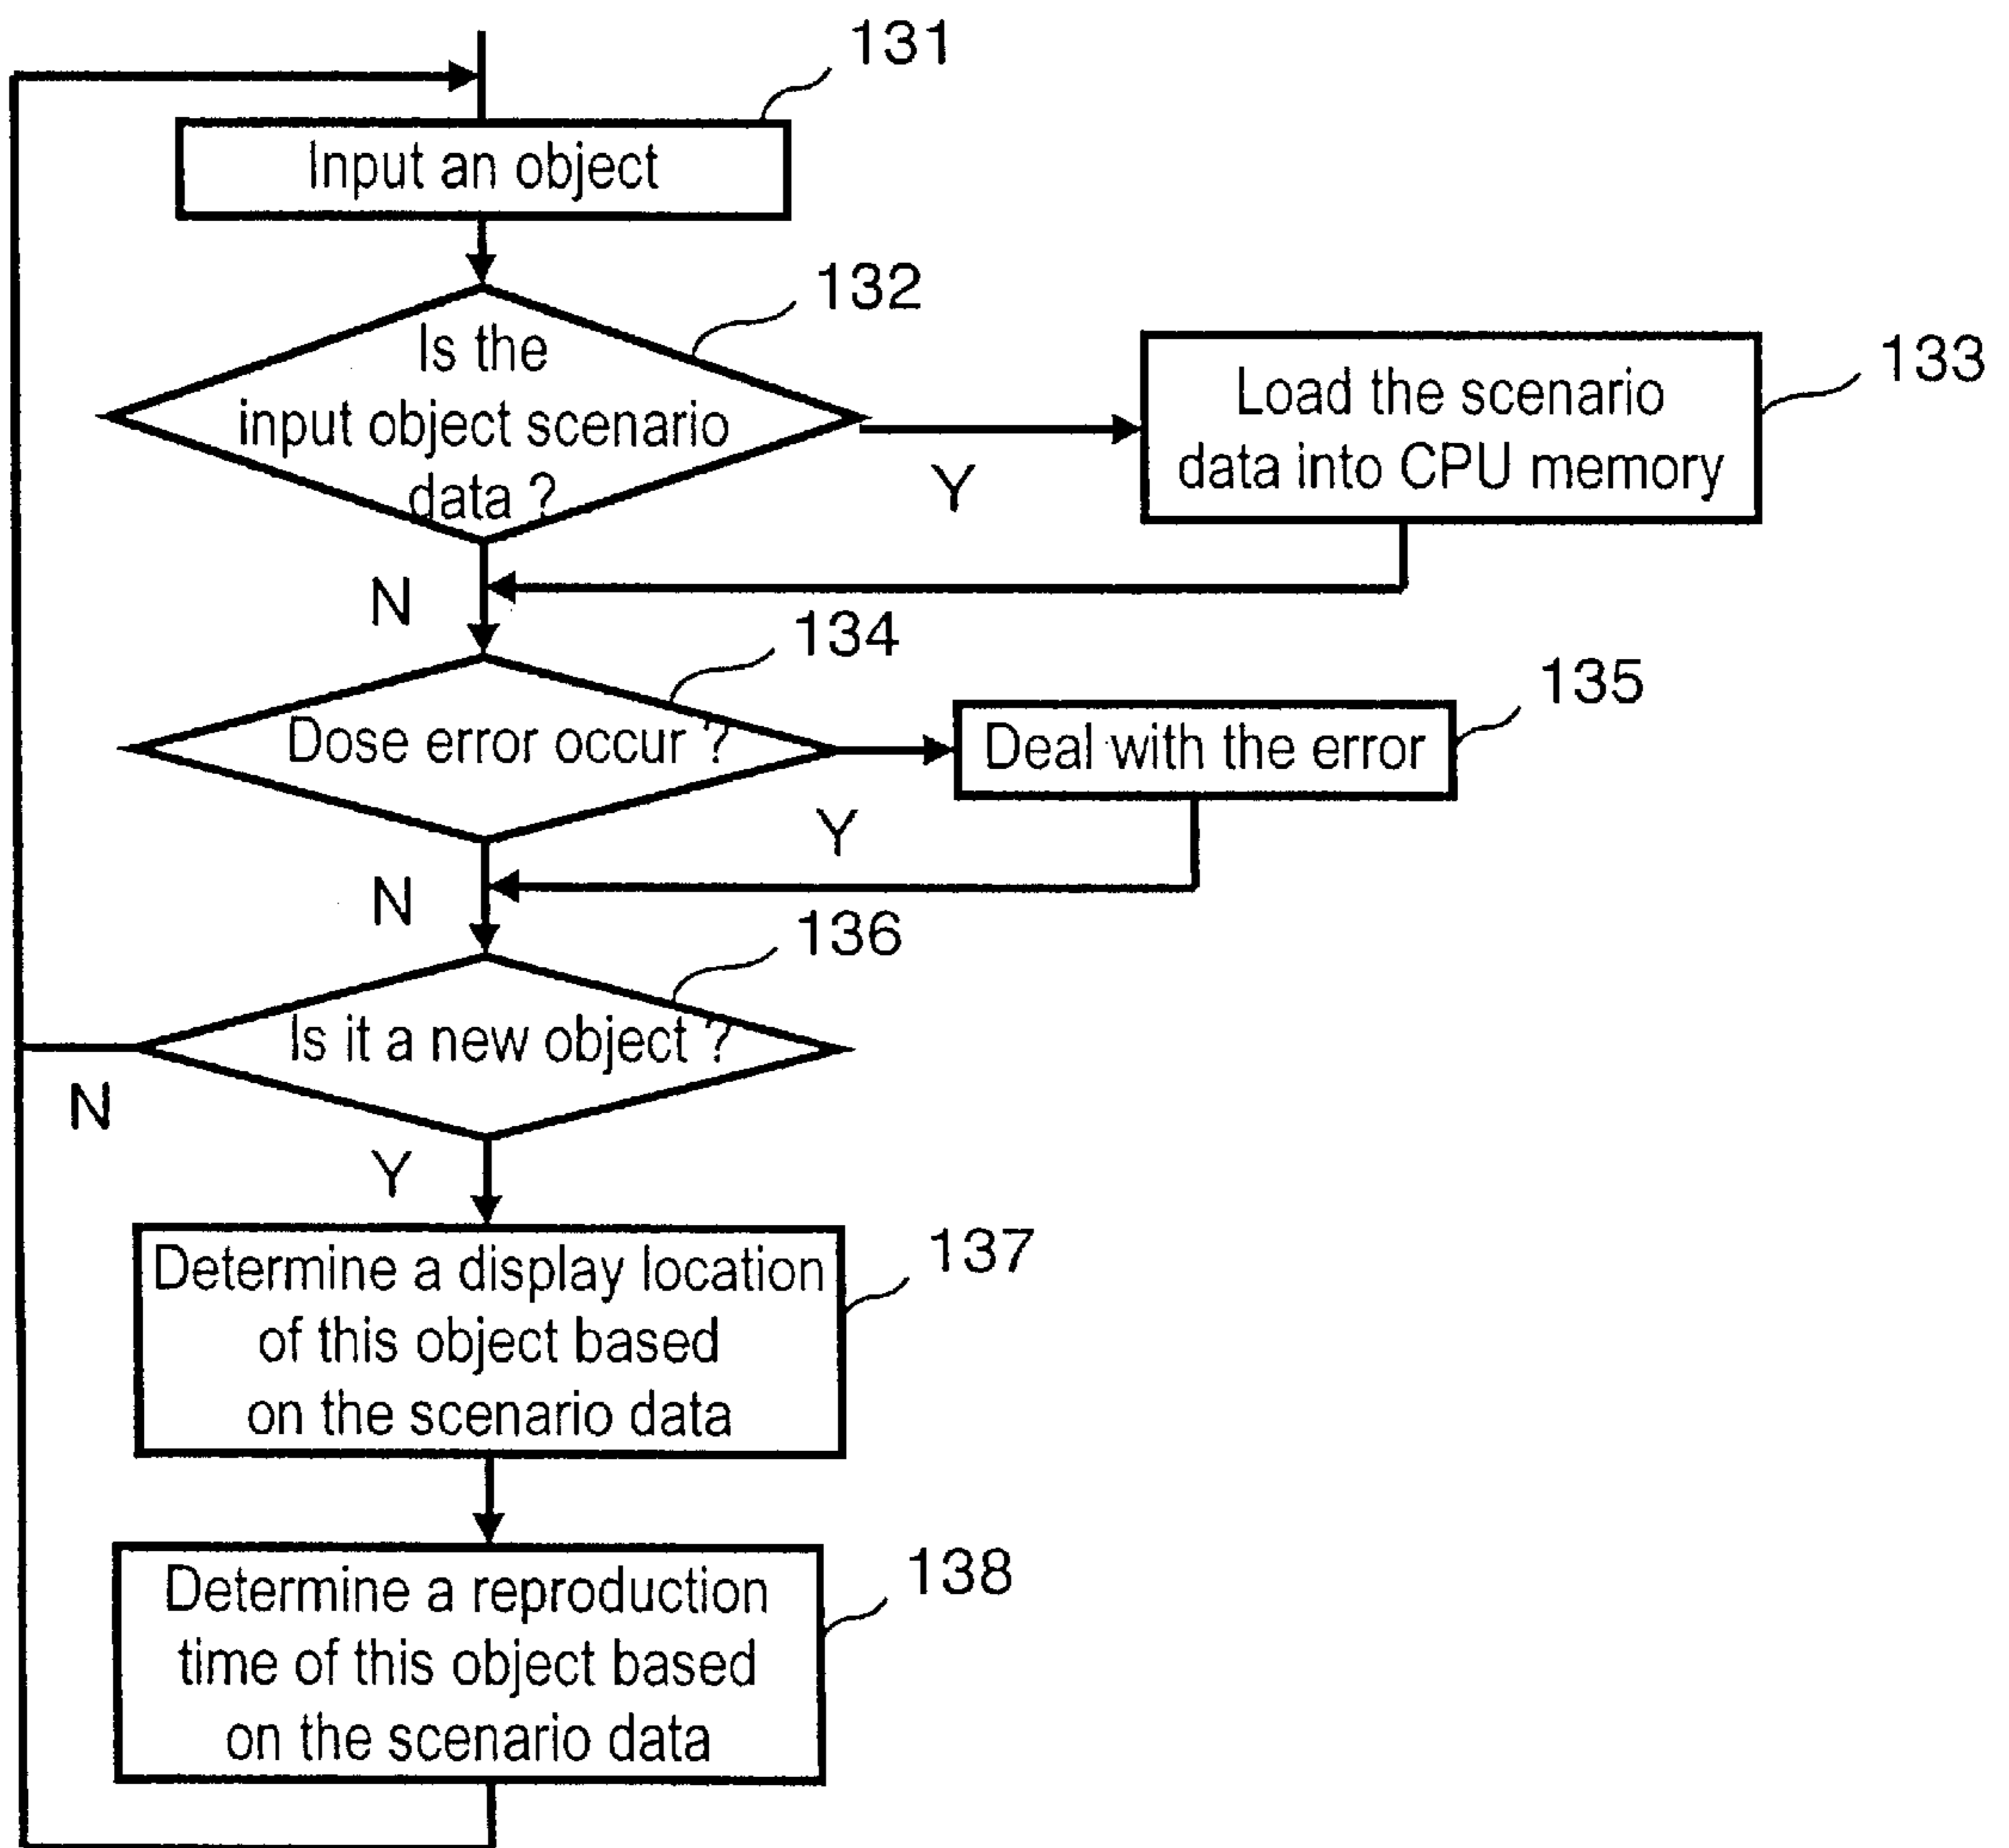 131
Input an object
132
Is the
input object scenario
data ?
Y
133
Load the scenario
data into CPU memory
N
134
Dose error occur ?
Y
135
Deal with the error
N
136
Is it a new object ?
N
Y
137
Determine a display location
of this object based
on the scenario data
138
Determine a reproduction
time of this object based
on the scenario data